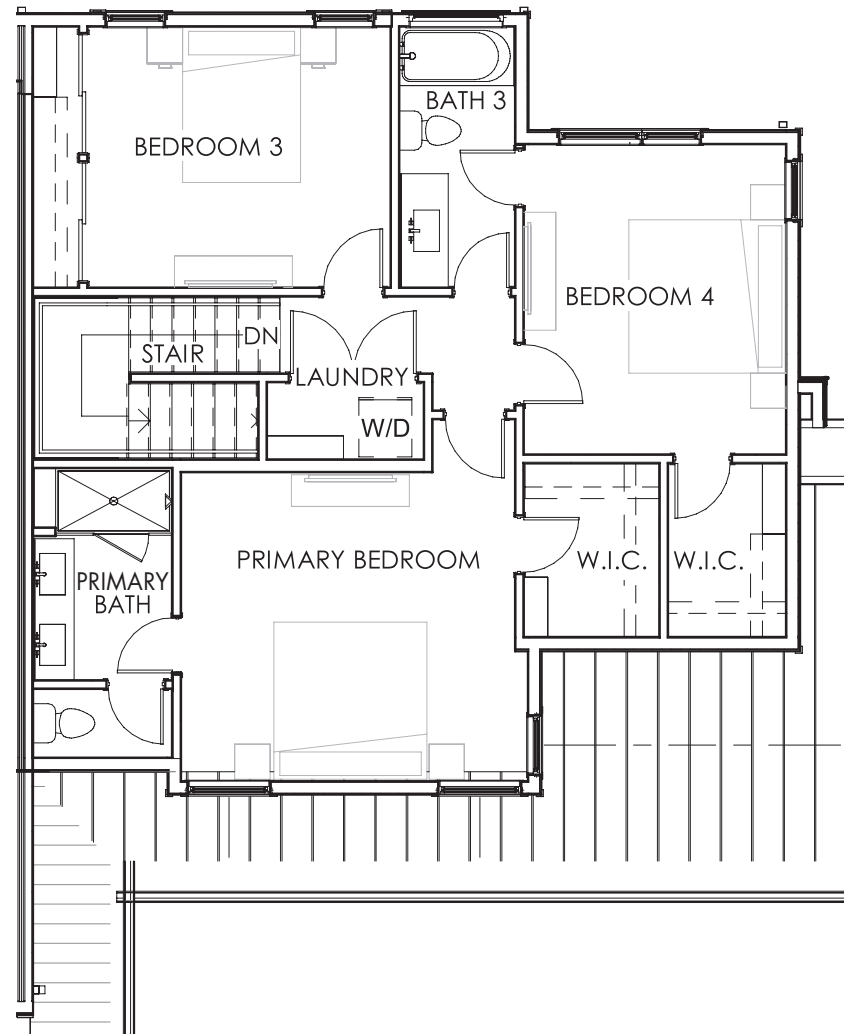 BATH 3
BEDROOM 3
BEDROOM 4
DN
STAIR
LAUNDRY
W/D
PRIMARY BEDROOM
W.I.C.
W.I.C.
PRIMARY
BATH